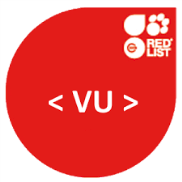 RED
LIST
< VU >